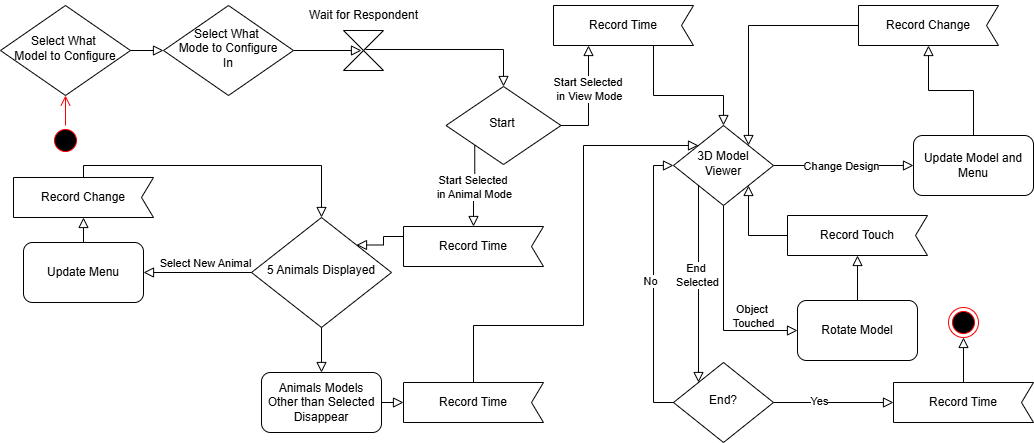 Wait for Respondent
Select What
Model to Configure
Select What
Mode to Configure
In
Record Time
Record Change
Start Selected
in View Mode
Start
3D Model
Viewer
Change Design
Update Model and
Menu
Start Selected
in Animal Mode
Record Change
Record Time
Record Touch
Update Menu
Select New Animal
5 Animals Displayed
No
End
Selected
Object
Touched
Rotate Model
Animals Models
Other than Selected
Disappear
Record Time
End?
Yes
Record Time